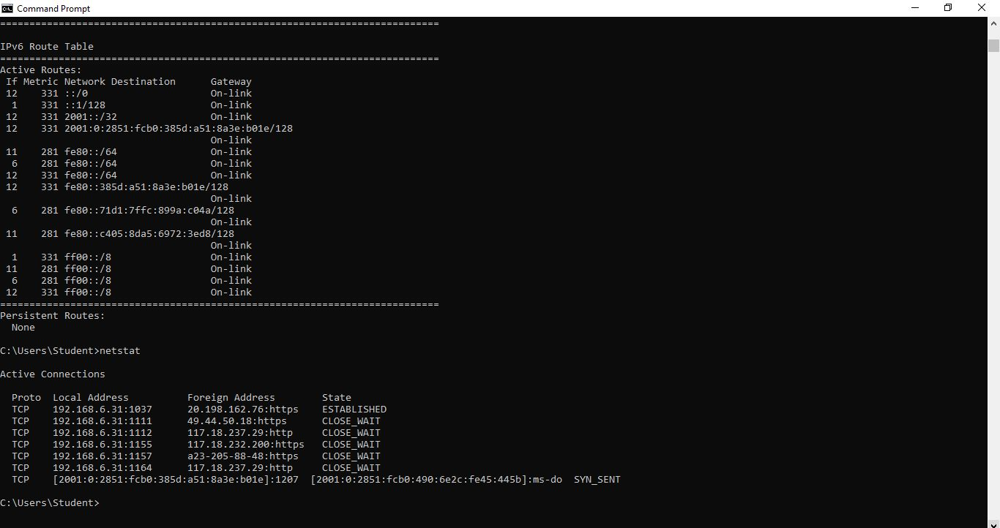 Command Prompt
===========================================================================
IPv6 Route Table
===========================================================================
Active Routes:
 If Metric Network Destination      Gateway
 12    331 ::/0                     On-link
  1    331 ::1/128                  On-link
 12    331 2001::/32                On-link
 12    331 2001:0:2851:fcb0:385d:a51:8a3e:b01e/128
                                    On-link
 11    281 fe80::/64                On-link
  6    281 fe80::/64                On-link
 12    331 fe80::/64                On-link
 12    331 fe80::385d:a51:8a3e:b01e/128
                                    On-link
  6    281 fe80::71d1:7ffc:899a:c04a/128
                                    On-link
 11    281 fe80::c405:8da5:6972:3ed8/128
                                    On-link
  1    331 ff00::/8                 On-link
 11    281 ff00::/8                 On-link
  6    281 ff00::/8                 On-link
 12    331 ff00::/8                 On-link
===========================================================================
Persistent Routes:
  None
C:\Users\Student>netstat
Active Connections
  Proto  Local Address          Foreign Address        State
  TCP    192.168.6.31:1037      20.198.162.76:https    ESTABLISHED
  TCP    192.168.6.31:1111      49.44.50.18:https      CLOSE_WAIT
  TCP    192.168.6.31:1112      117.18.237.29:http     CLOSE_WAIT
  TCP    192.168.6.31:1155      117.18.232.200:https   CLOSE_WAIT
  TCP    192.168.6.31:1157      a23-205-88-48:https    CLOSE_WAIT
  TCP    192.168.6.31:1164      117.18.237.29:http     CLOSE_WAIT
  TCP    [2001:0:2851:fcb0:385d:a51:8a3e:b01e]:1207  [2001:0:2851:fcb0:490:6e2c:fe45:445b]:ms-do  SYN_SENT
C:\Users\Student>